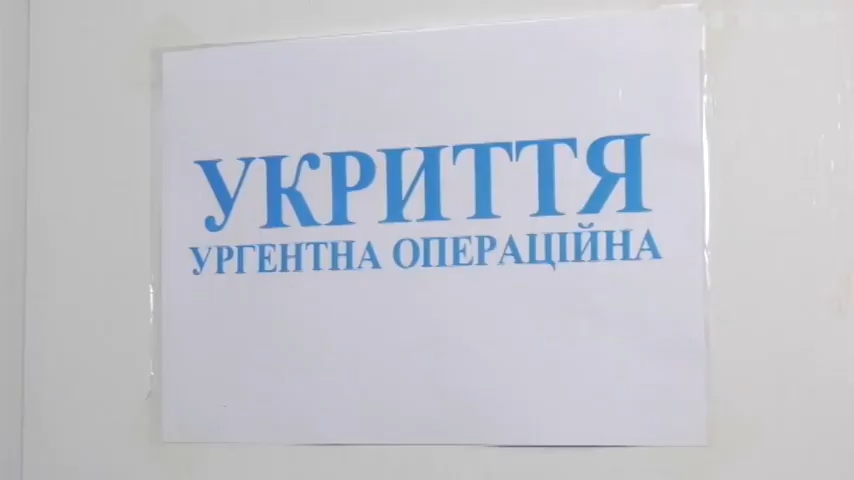 УКРИТТЯ
УРГЕНТНА ОПЕРАЦІЙНА